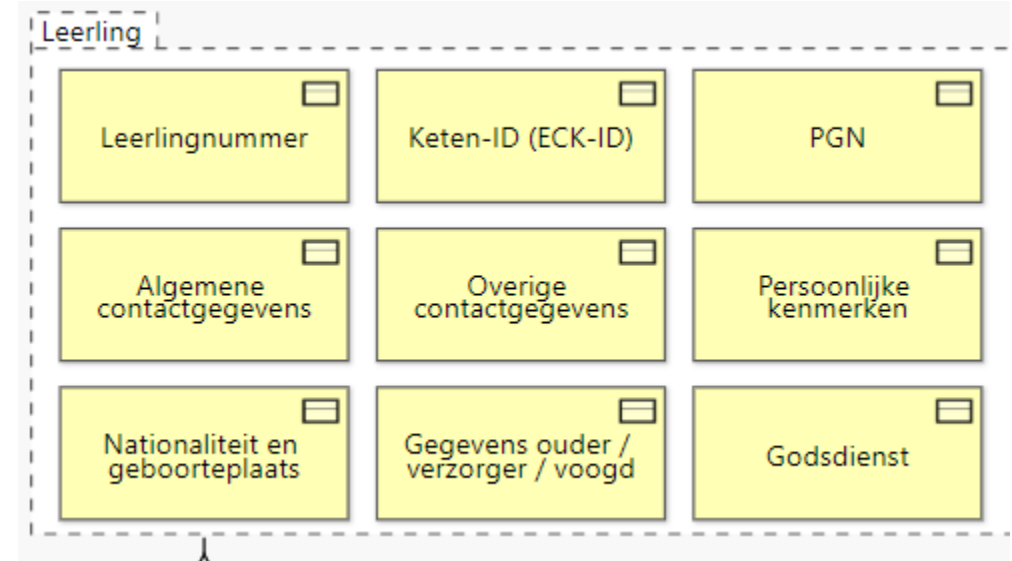 Leerling
Leerlingnummer
Keten-ID (ECK-ID)
PGN
Algemene
contactgegevens
Overige
contactgegevens
Persoonlijke
kenmerken
Nationaliteit en
geboorteplaats
Gegevens ouder /
verzorger / voogd
Godsdienst